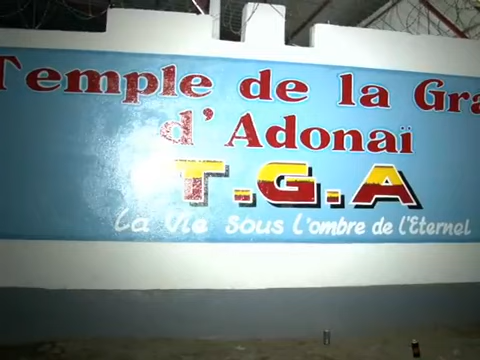 Temple de la Gra
d'Adonaï
T.G.A
La Vie Sous L'ombre de l'Eternel